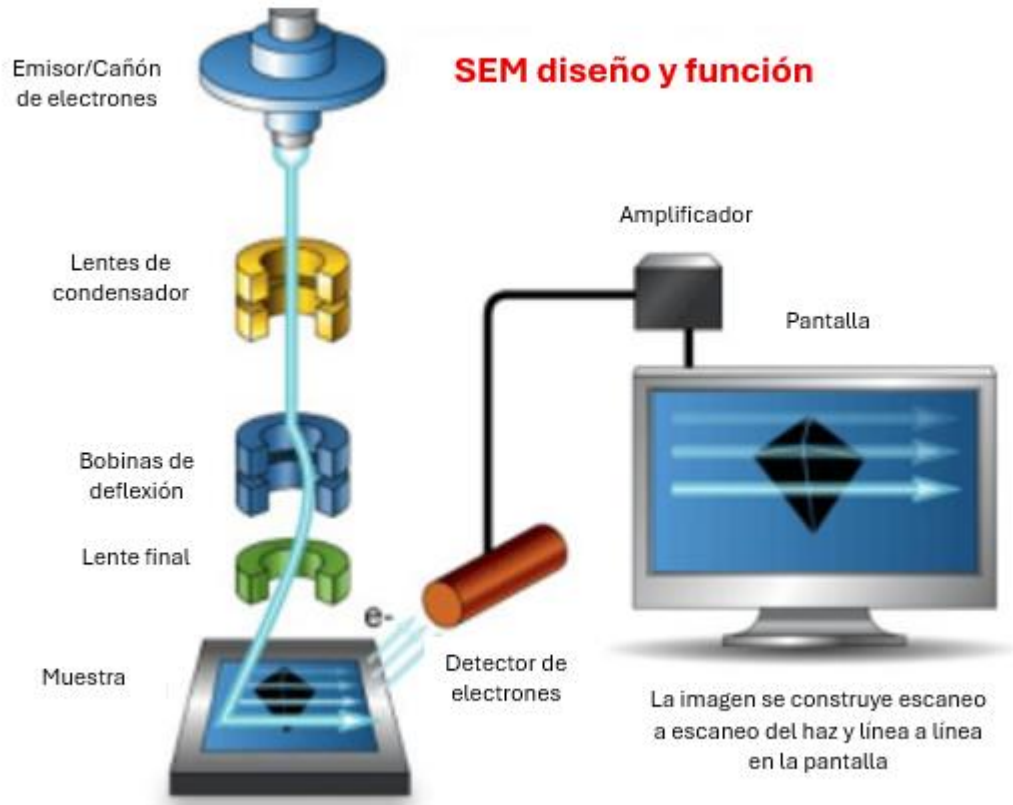 SEM diseño y función
Emisor/Cañón
de electrones
Lentes de
condensador
Bobinas de
deflexión
Lente final
Muestra
e-
Detector de
electrones
Amplificador
Pantalla
La imagen se construye escaneo
a escaneo del haz y línea a línea
en la pantalla